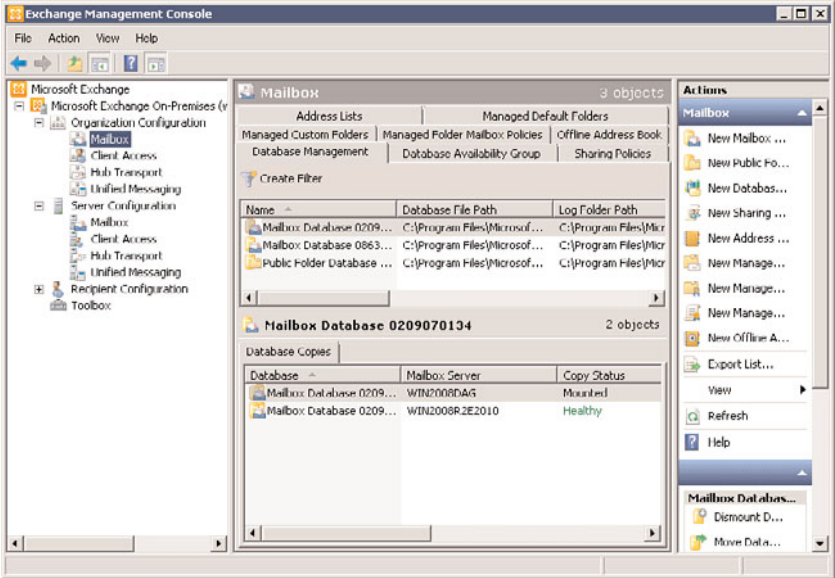 Exchange Management Console
File Action View Help
Microsoft Exchange
Microsoft Exchange On-Premises (v
Organization Configuration
Mailbox
Client Access
Hub Transport
Unified Messaging
Server Configuration
Mailbox
Client Access
Hub Transport
Unified Messaging
Recipient Configuration
Toolbox
Mailbox 3 objects
Address Lists Managed Default Folders
Managed Custom Folders Managed Folder Mailbox Policies Offline Address Book
Database Management Database Availability Group Sharing Policies
Create Filter
Name Database File Path Log Folder Path
Mailbox Database 0209... C:\Program Files\Microsof... C:\Program Files\Micr
Mailbox Database 0863... C:\Program Files\Microsof... C:\Program Files\Micr
Public Folder Database ... C:\Program Files\Microsof... C:\Program Files\Micr
Mailbox Database 0209070134 2 objects
Database Copies
Database Mailbox Server Copy Status
Mailbox Database 0209... WIN2008DAG Mounted
Mailbox Database 0209... WIN2008R2E2010 Healthy
Actions
Mailbox
New Mailbox ...
New Public Fo...
New Databas...
New Sharing ...
New Address ...
New Manage...
New Manage...
New Manage...
New Offline A...
Export List...
View
Refresh
Help
Mailbox Databas...
Dismount D...
Move Data...